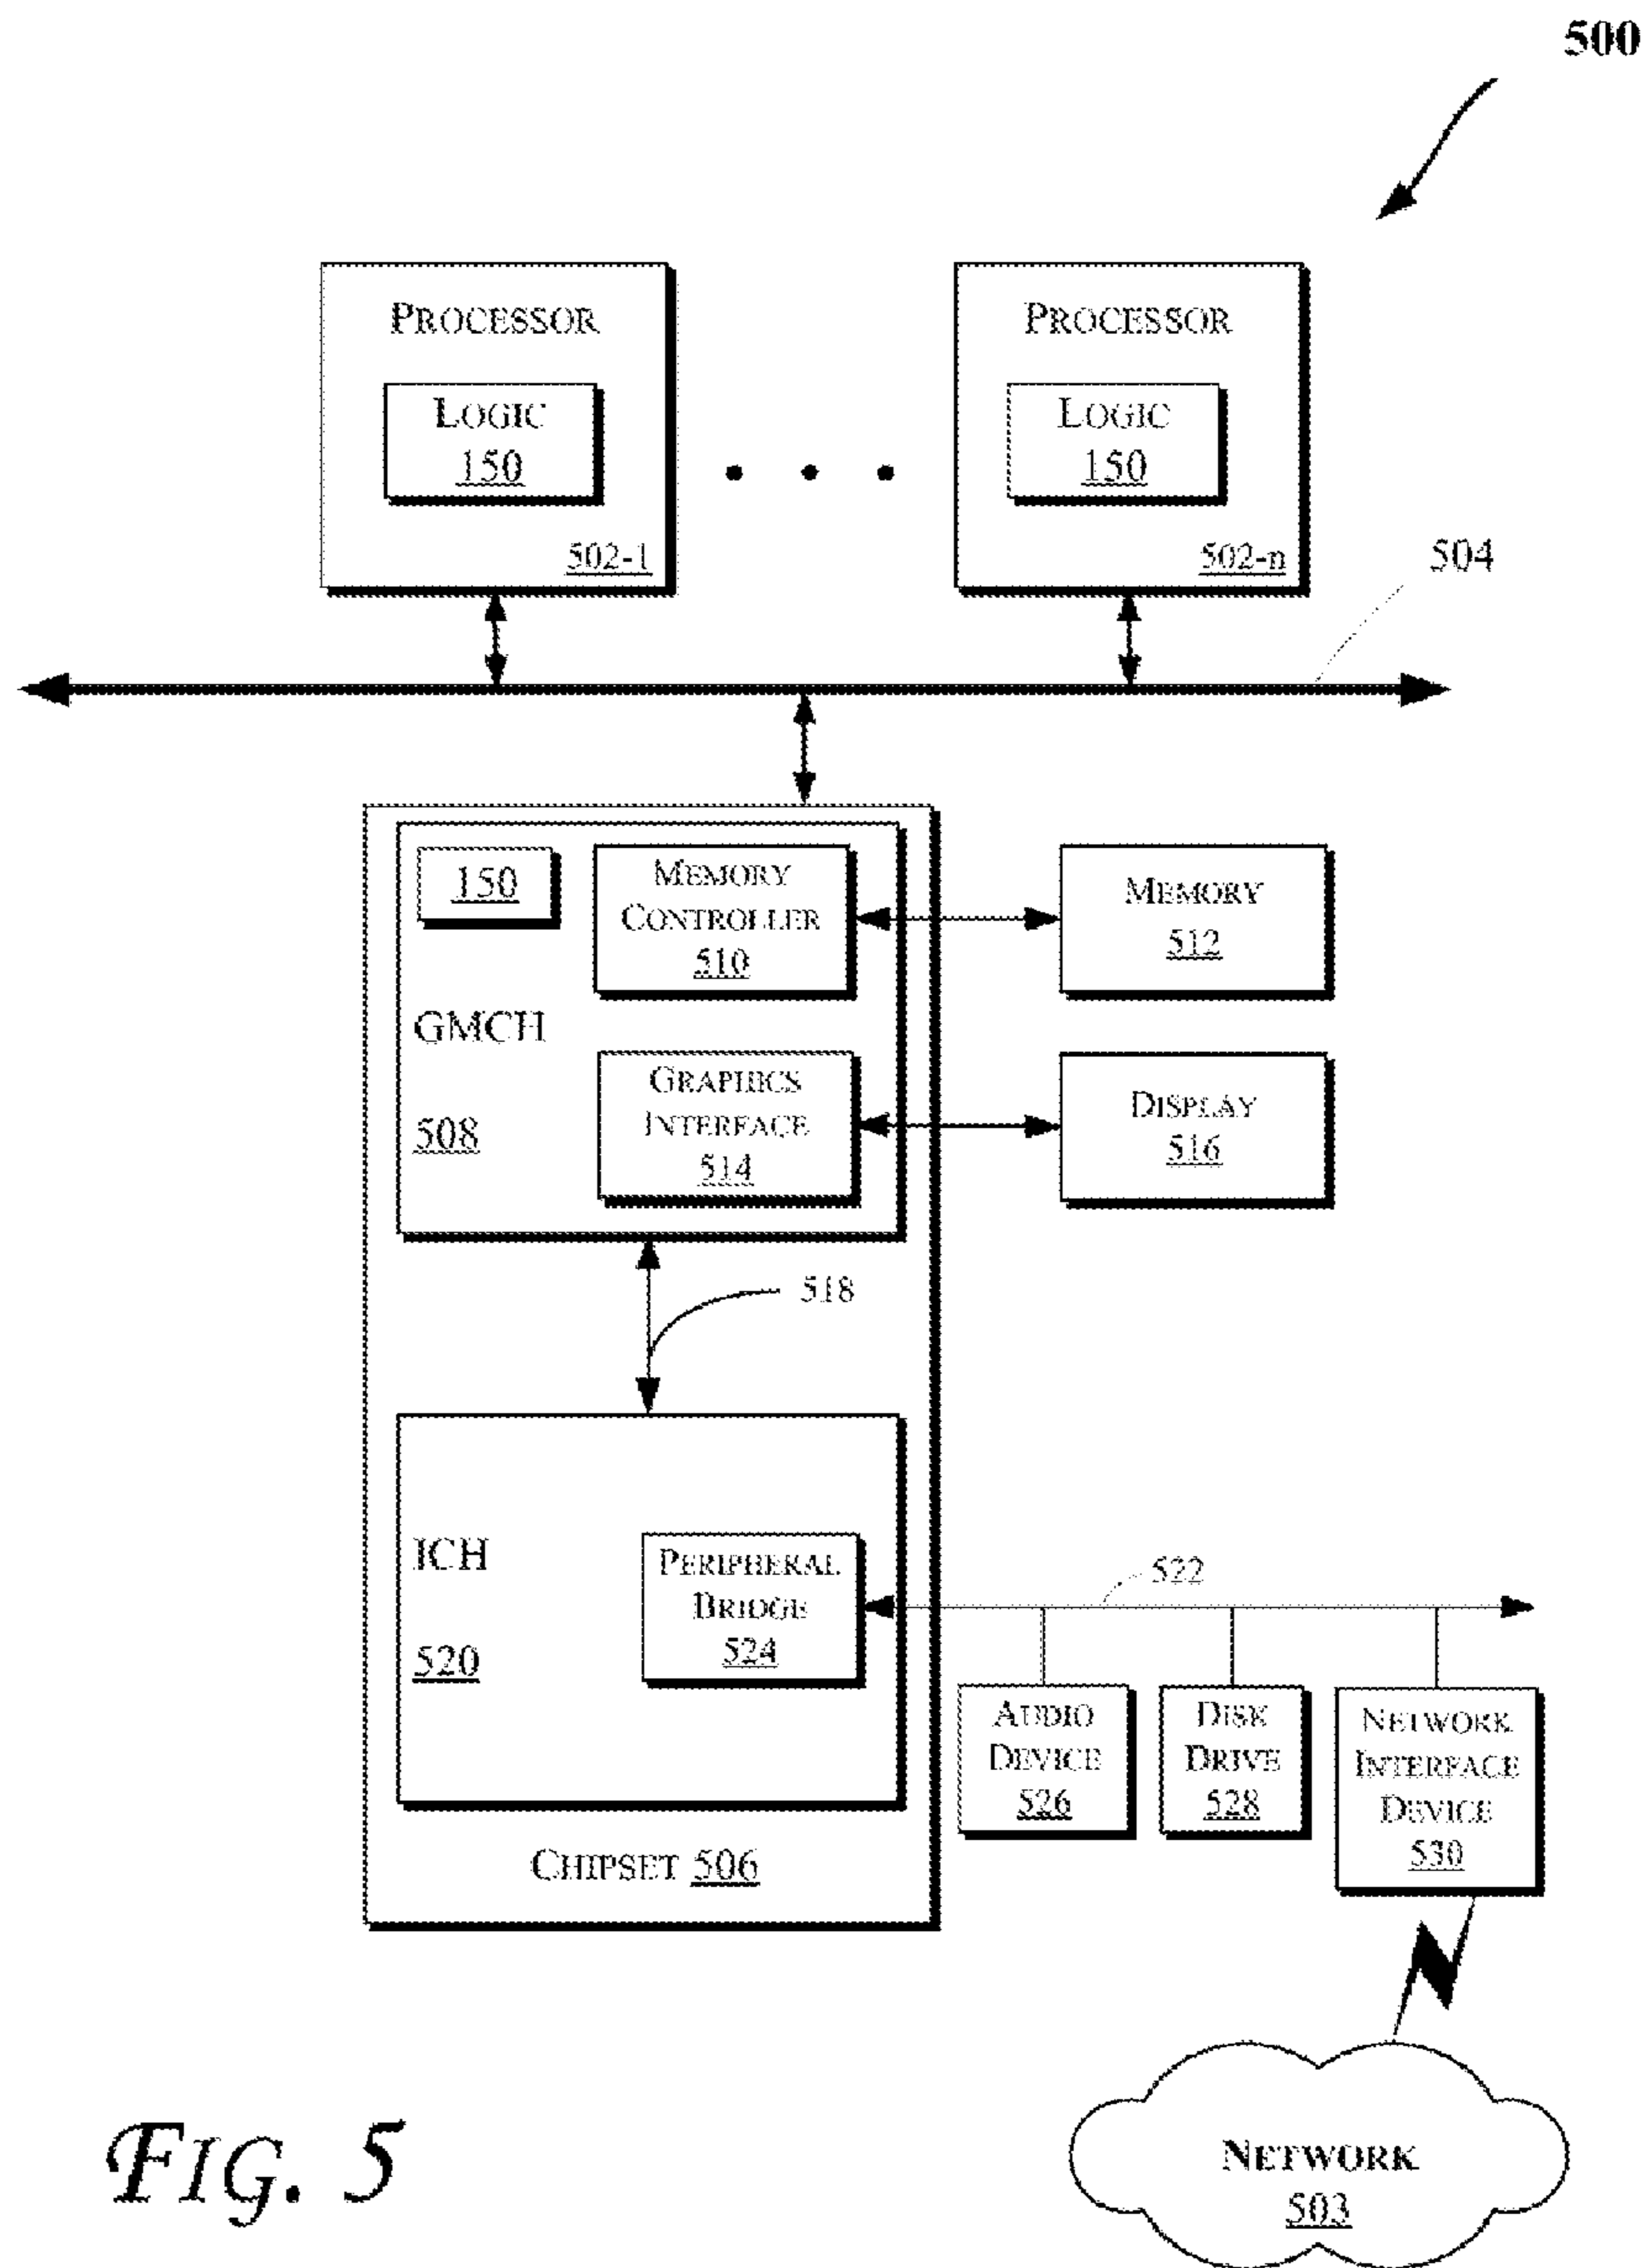 500
PROCESSOR
LOGIC
150
502-1
PROCESSOR
LOGIC
150
502-n
504
150
MEMORY
CONTROLLER
510
MEMORY
512
GMCH
508
GRAPHICS
INTERFACE
514
DISPLAY
516
518
ICH
520
PERIPHERAL
BRIDGE
524
522
AUDIO
DEVICE
526
DISK
DRIVE
528
NETWORK
INTERFACE
DEVICE
530
CHIPSET 506
NETWORK
503
FIG. 5